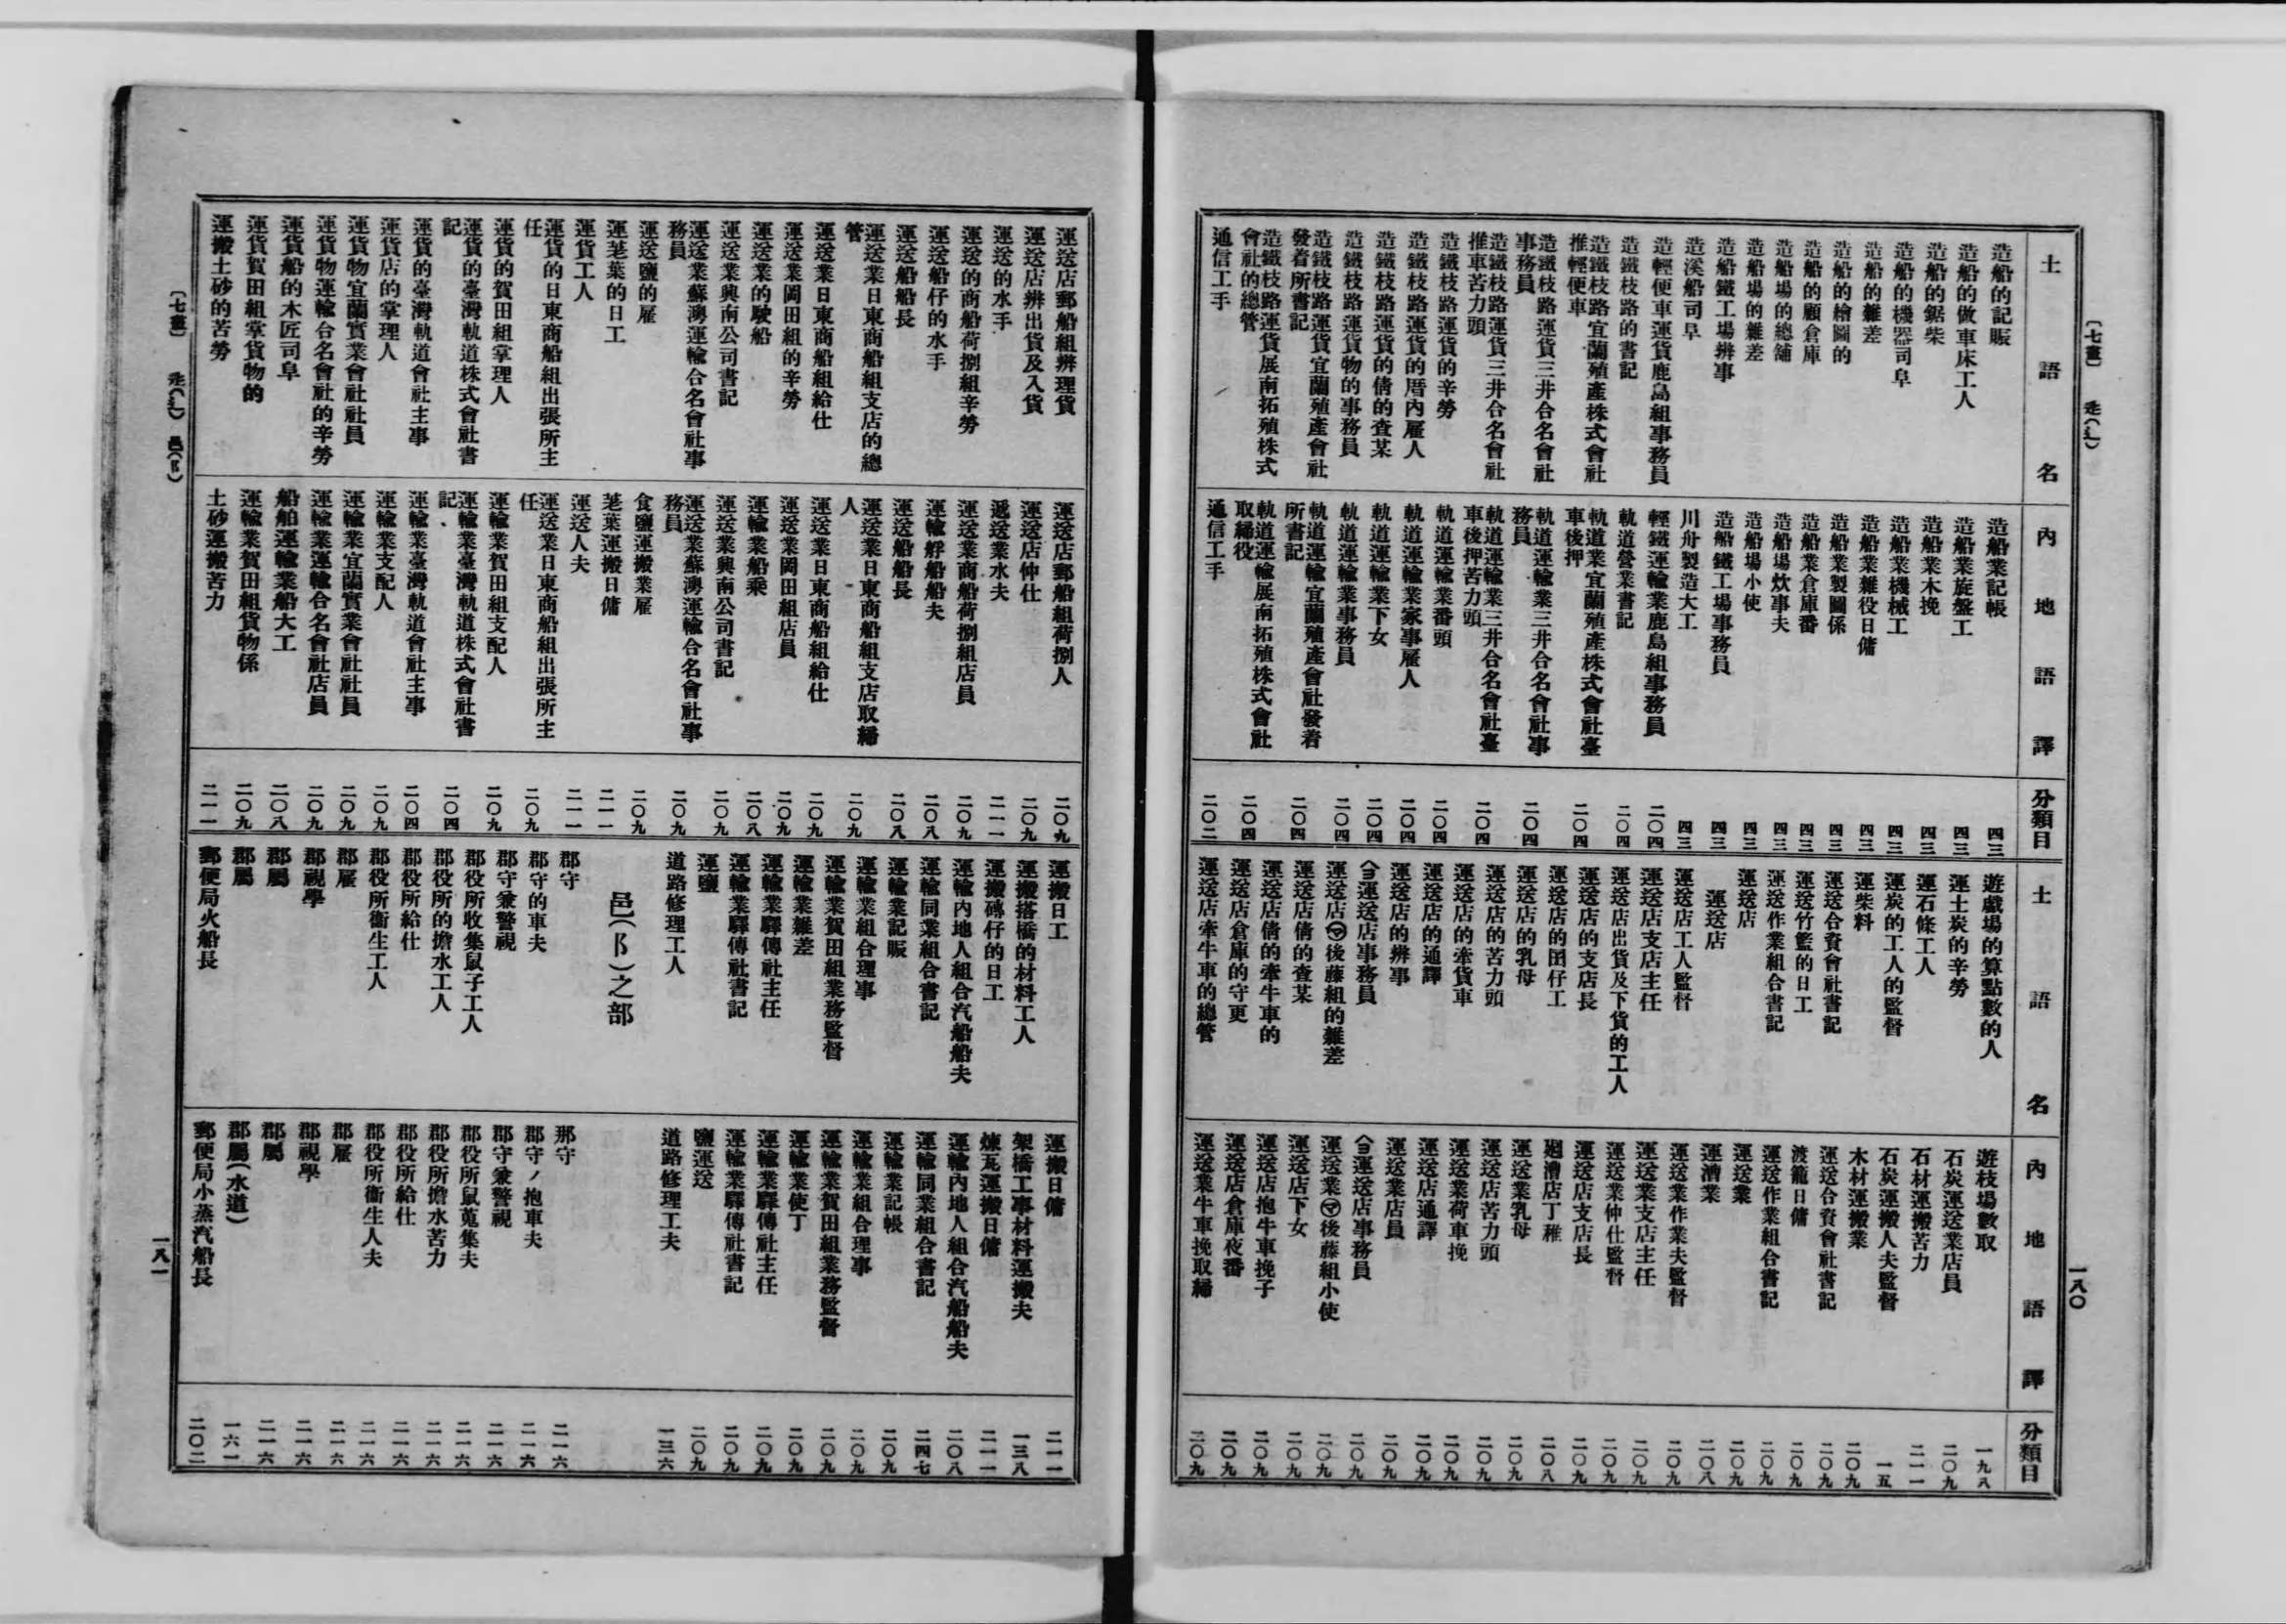 〔七畫〕 辵(辶)
一八〇
土語名
造船的記賬
造船的做車床工人
造船的鋸柴
造船的機器司阜
造船的雜差
造船的繪圖的
造船的顧倉庫
造船場的總舖
造船場的雜差
造船鐵工場辨事
造溪船司阜
造輕便車運貨鹿島組事務員
造鐵枝路的書記
造鐵枝路宜蘭殖產株式會社
推輕便車
造鐵枝路運貨三井合名會社
事務員
造鐵枝路運貨三井合名會社
推車苦力頭
造鐵枝路運貨的辛勞
造鐵枝路運貨的厝內雇人
造鐵枝路運貨的倩的查某
造鐵枝路運貨物的事務員
造鐵枝路運貨宜蘭殖產會社
發着所書記
造鐵枝路運貨展南拓殖株式
會社的總管
通信工手
內地語譯
造船業記帳
造船業旋盤工
造船業木挽
造船業機械工
造船業雜役日傭
造船業製圖係
造船業倉庫番
造船場炊事夫
造船場小使
造船鐵工場事務員
川舟製造大工
輕鐵運輸業鹿島組事務員
軌道營業書記
軌道業宜蘭殖產株式會社臺
車後押
軌道運輸業三井合名會社事
務員
軌道運輸業三井合名會社臺
車後押苦力頭
軌道運輸業番頭
軌道運輸業家事雇人
軌道運輸業下女
軌道運輸業事務員
軌道運輸宜蘭殖產會社發着
所書記
軌道運輸展南拓殖株式會社
取締役
通信工手
分類目
四三
四三
四三
四三
四三
四三
四三
四三
四三
四三
四三
二〇四
二〇四
二〇四
二〇四
二〇四
二〇四
二〇四
二〇四
二〇四
二〇四
二〇四
二〇二
土語名
遊戲場的算點數的人
運土炭的辛勞
運石條工人
運炭的工人的監督
運柴料
運送合資會社書記
運送竹籃的日工
運送作業組合書記
運送店
運送店
運送店工人監督
運送店支店主任
運送店出貨及下貨的工人
運送店的支店長
運送店的囝仔工
運送店的乳母
運送店的苦力頭
運送店的牽貨車
運送店的通譯
運送店的辨事
運送店事務員
運送店㋮後藤組的雜差
運送店倩的查某
運送店倩的牽牛車的
運送店倉庫的守更
運送店牽牛車的總管
內地語譯
遊枝場數取
石炭運送業店員
石材運搬苦力
石炭運搬人夫監督
木材運搬業
運送合資會社書記
渡籠日傭
運送作業組合書記
運送業
運漕業
運送業作業夫監督
運送業支店主任
運送業仲仕監督
運送店支店長
廻漕店丁稚
運送業乳母
運送店苦力頭
運送業荷車挽
運送店通譯
運送業店員
運送店事務員
運送業㋮後藤組小使
運送店下女
運送店抱牛車挽子
運送店倉庫夜番
運送業牛車挽取締
分類目
一九八
二〇九
二一一
一五
二〇九
二〇九
二〇九
二〇九
二〇九
二〇八
二〇九
二〇九
二〇九
二〇九
二〇八
二〇九
二〇九
二〇九
二〇九
二〇九
二〇九
二〇九
二〇九
二〇九
二〇九
二〇九
〔七畫〕 辵(辶) 邑(阝)
一八一
運送店郵船組辨理貨
運送店辨出貨及入貨
運送的水手
運送的商船荷捌組辛勞
運送船仔的水手
運送船船長
運送業日東商船組支店的總
管
運送業日東商船組給仕
運送業岡田組的辛勞
運送業的駛船
運送業興南公司書記
運送業蘇澳運輸合名會社事
務員
運送鹽的雇
運荖葉的日工
運貨工人
運貨的日東商船組出張所主
任
運貨的賀田組掌理人
運貨的臺灣軌道株式會社書
記
運貨的臺灣軌道會社主事
運貨店的掌理人
運貨物宜蘭實業會社社員
運貨物運輸合名會社的辛勞
運貨船的木匠司阜
運貨賀田組掌貨物的
運搬土砂的苦勞
運送店郵船組荷捌人
運送店仲仕
遞送業水夫
運送業商船荷捌組店員
運輸艀船船夫
運送船船長
運送業日東商船組支店取締
人
運送業日東商船組給仕
運送業岡田組店員
運輸業船乘
運送業興南公司書記
運送業蘇澳運輸合名會社事
務員
食鹽運搬業雇
荖葉運搬日傭
運送人夫
運送業日東商船組出張所主
任
運輸業賀田組支配人
運輸業臺灣軌道株式會社書
記
運輸業臺灣軌道會社主事
運輸業支配人
運輸業宜蘭實業會社社員
運輸業運輸合名會社店員
船舶運輸業船大工
運輸業賀田組貨物係
土砂運搬苦力
二〇九
二〇九
二一一
二〇九
二〇八
二〇八
二〇九
二〇九
二〇九
二〇八
二〇九
二〇九
二〇九
二一一
二一一
二〇九
二〇九
二〇四
二〇四
二〇九
二〇九
二〇九
二〇八
二〇九
二一一
運搬日工
運搬搭橋的材料工人
運搬磚仔的日工
運輸內地人組合汽船船夫
運輸同業組合書記
運輸業記賬
運輸業組合理事
運輸業賀田組業務監督
運輸業雜差
運輸業驛傳社主任
運輸業驛傳社書記
運鹽
道路修理工人
邑(阝)之部
郡守
郡守的車夫
郡守兼警視
郡役所收集鼠子工人
郡役所的擔水工人
郡役所給仕
郡役所衞生工人
郡雇
郡視學
郡屬
郡屬
郵便局火船長
運搬日傭
架橋工事材料運搬夫
煉瓦運搬日傭
運輸內地人組合汽船船夫
運輸同業組合書記
運輸業記帳
運輸業組合理事
運輸業賀田組業務監督
運輸業使丁
運輸業驛傳社主任
運輸業驛傳社書記
鹽運送
道路修理工夫
郡守
郡守ノ抱車夫
郡守兼警視
郡役所鼠蒐集夫
郡役所擔水苦力
郡役所給仕
郡役所衞生人夫
郡雇
郡視學
郡屬
郡屬(水道)
郵便局小蒸汽船長
二一一
一三八
二一一
二〇八
二四七
二〇九
二〇九
二〇九
二〇九
二〇九
二〇九
二〇九
一三六
二一六
二一六
二一六
二一六
二一六
二一六
二一六
二一六
二一六
二一六
一六一
二〇二